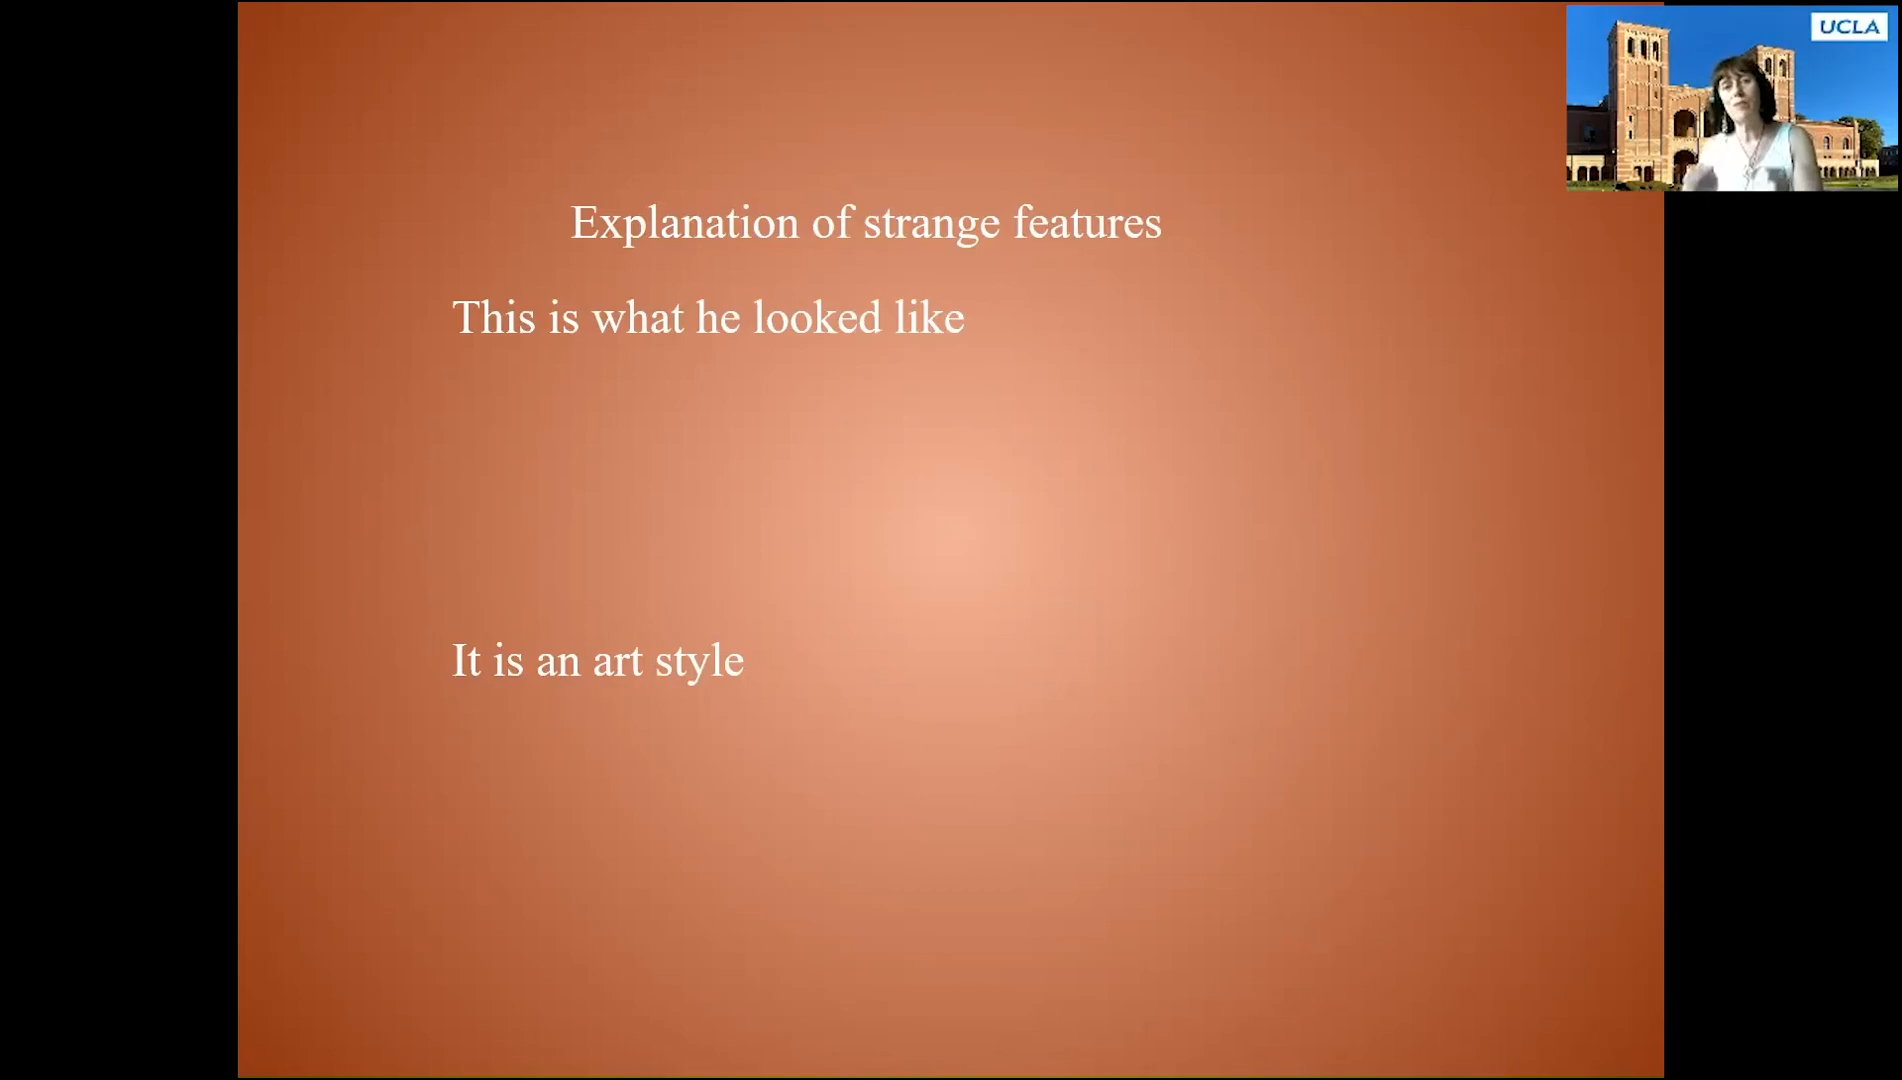 UCLA
Explanation of strange features
This is what he looked like
It is an art style